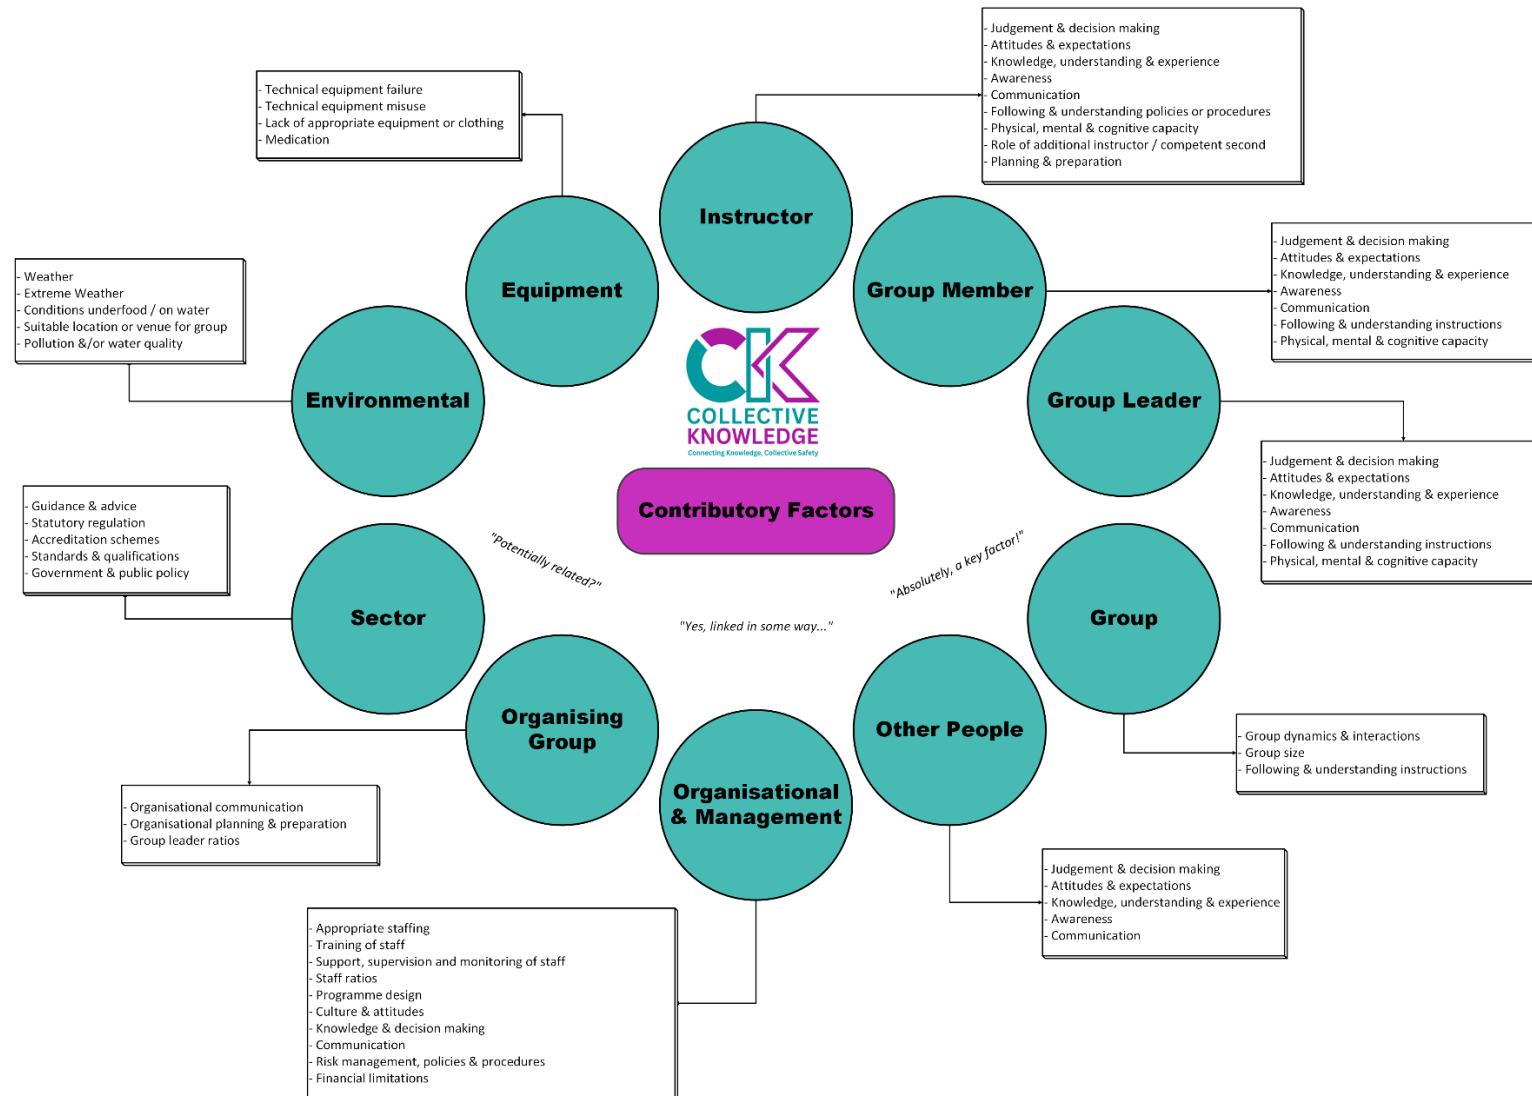 - Judgement & decision making
- Attitudes & expectations
- Knowledge, understanding & experience
- Awareness
- Communication
- Following & understanding policies or procedures
- Physical, mental & cognitive capacity
- Role of additional instructor / competent second
- Planning & preparation
- Technical equipment failure
- Technical equipment misuse
- Lack of appropriate equipment or clothing
- Medication
Instructor
Equipment
Group Member
- Judgement & decision making
- Attitudes & expectations
- Knowledge, understanding & experience
- Awareness
- Communication
- Following & understanding instructions
- Physical, mental & cognitive capacity
- Weather
- Extreme Weather
- Conditions underfood / on water
- Suitable location or venue for group
- Pollution &/or water quality
Environmental
CK
COLLECTIVE
KNOWLEDGE
Connecting Knowledge, Collective Safety
Group Leader
- Judgement & decision making
- Attitudes & expectations
- Knowledge, understanding & experience
- Awareness
- Communication
- Following & understanding instructions
- Physical, mental & cognitive capacity
Contributory Factors
- Guidance & advice
- Statutory regulation
- Accreditation schemes
- Standards & qualifications
- Government & public policy
"Potentially related?"
"Yes, linked in some way..."
"Absolutely, a key factor!"
Sector
Group
Organising
Group
Other People
Organisational
& Management
- Group dynamics & interactions
- Group size
- Following & understanding instructions
- Organisational communication
- Organisational planning & preparation
- Group leader ratios
- Judgement & decision making
- Attitudes & expectations
- Knowledge, understanding & experience
- Awareness
- Communication
- Appropriate staffing
- Training of staff
- Support, supervision and monitoring of staff
- Staff ratios
- Programme design
- Culture & attitudes
- Knowledge & decision making
- Communication
- Risk management, policies & procedures
- Financial limitations